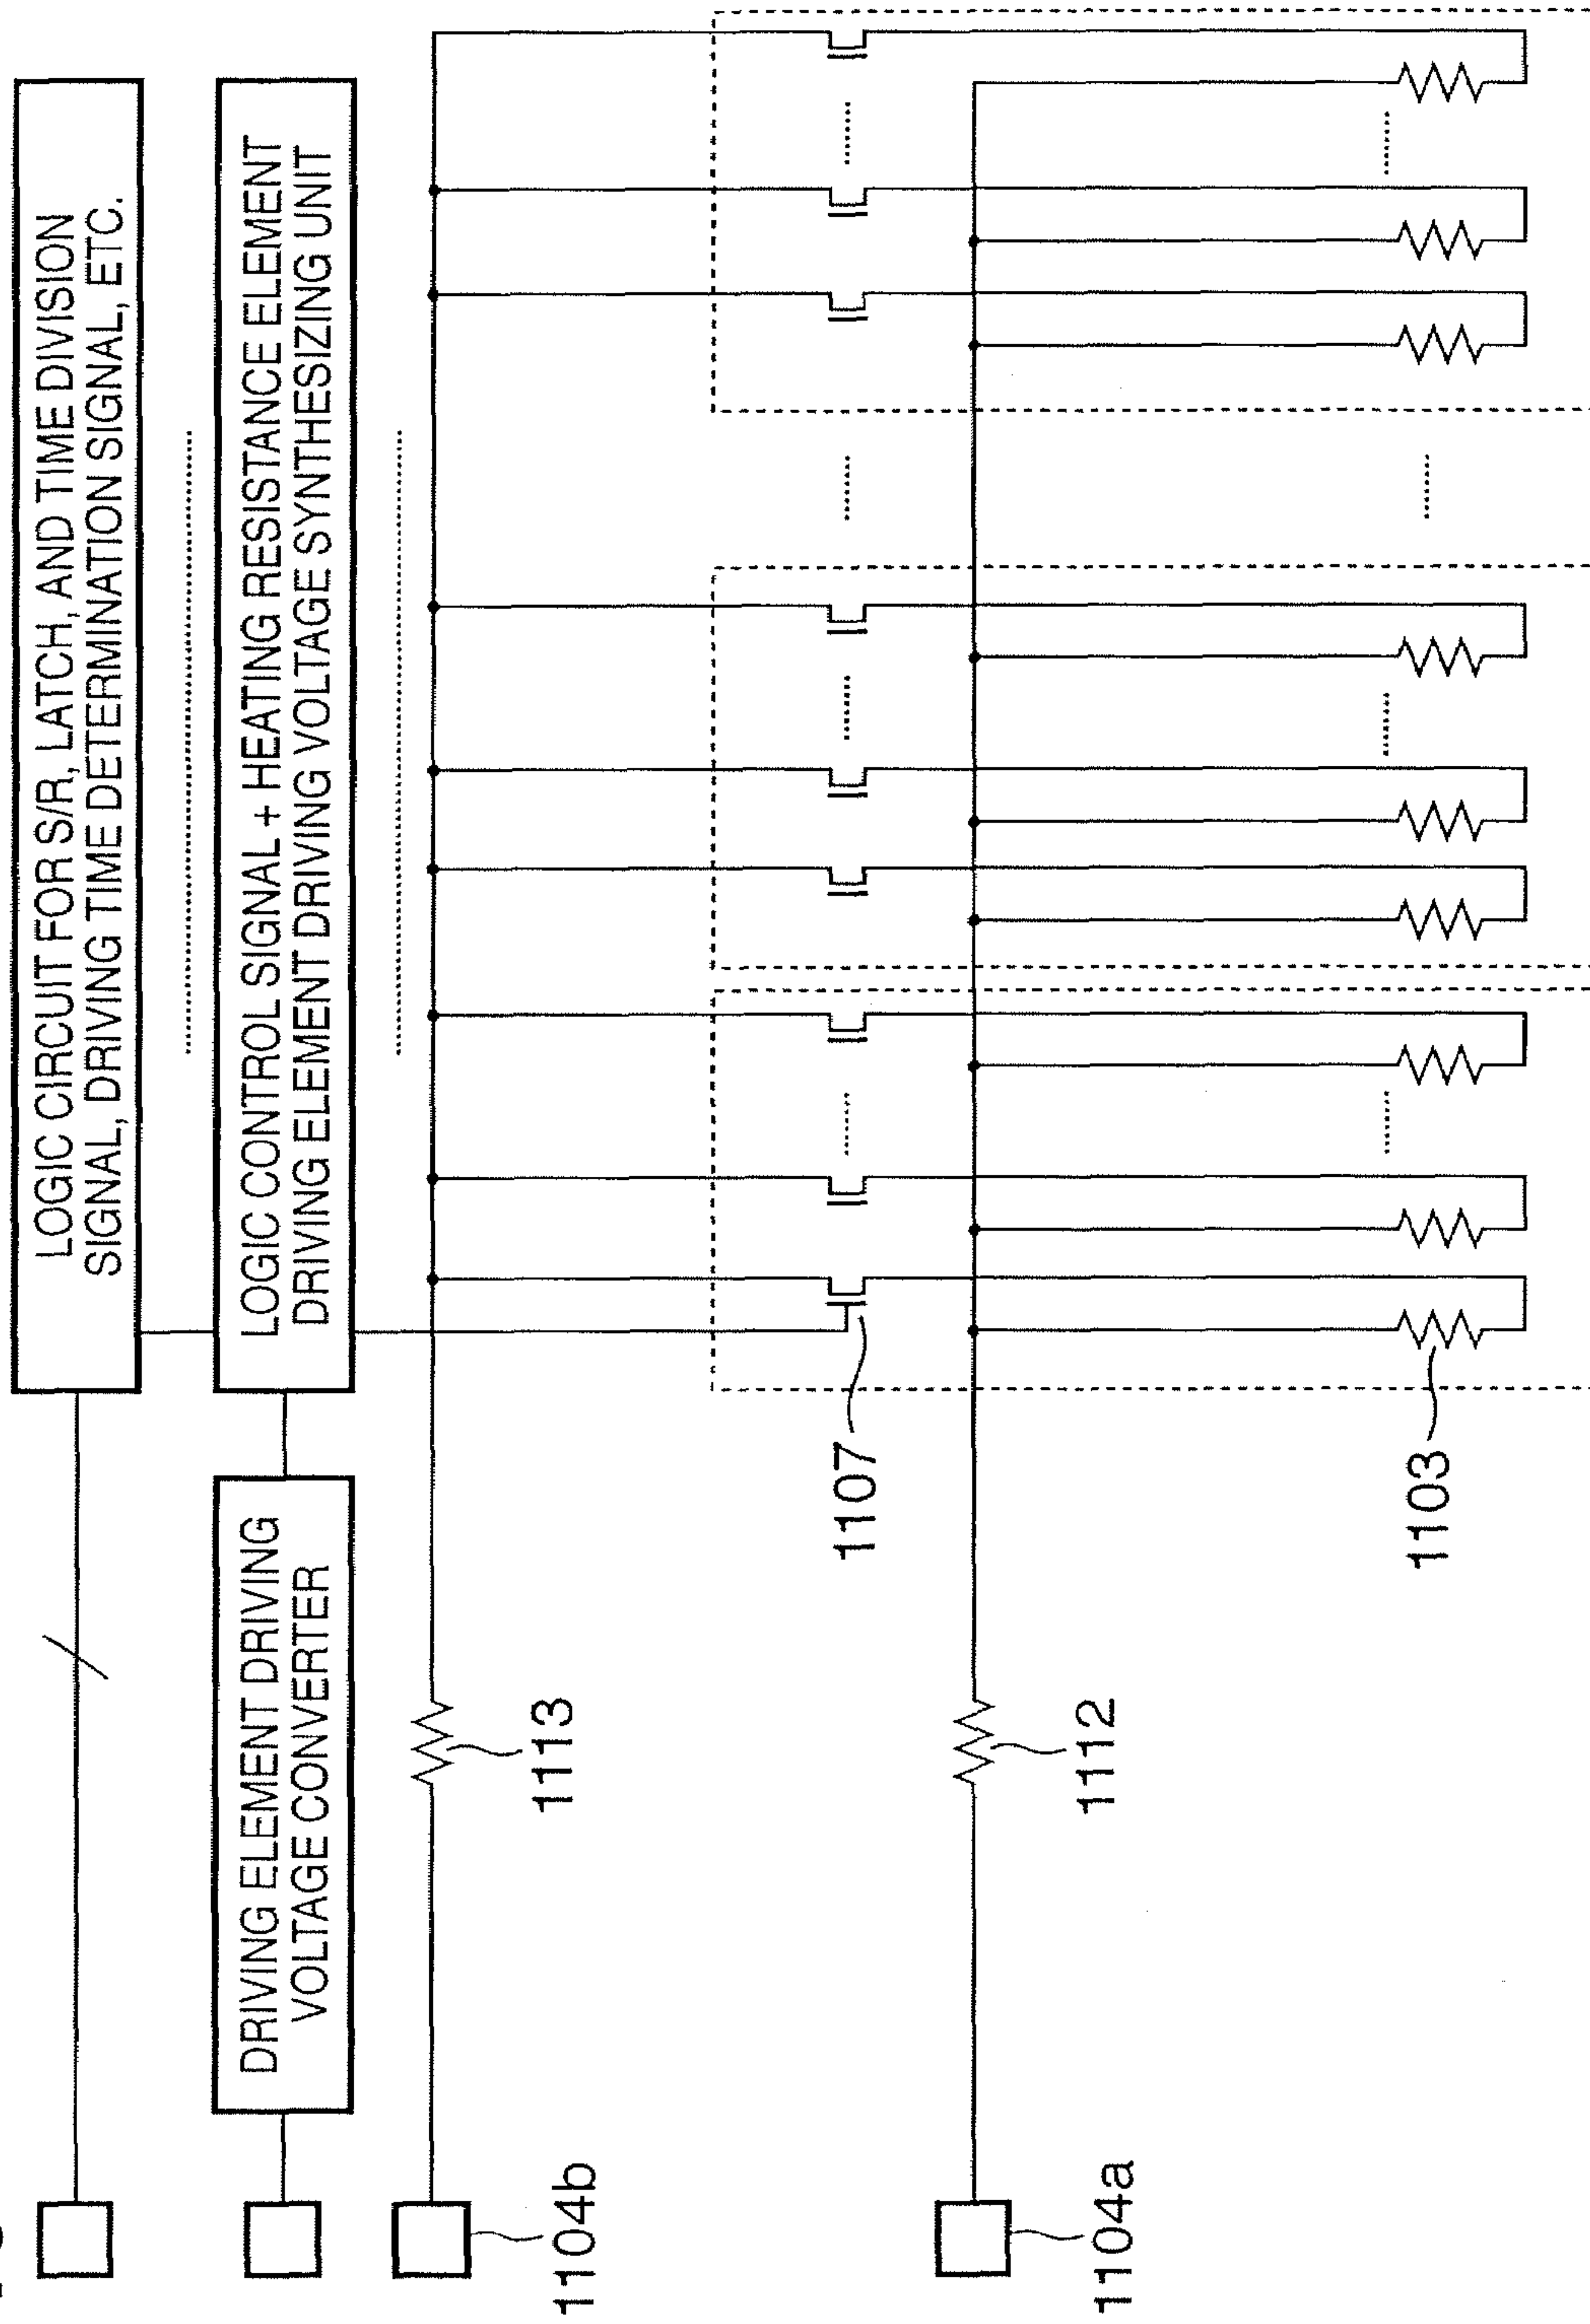 LOGIC CIRCUIT FOR S/R, LATCH, AND TIME DIVISION
SIGNAL, DRIVING TIME DETERMINATION SIGNAL, ETC.
DRIVING ELEMENT DRIVING
VOLTAGE CONVERTER
LOGIC CONTROL SIGNAL + HEATING RESISTANCE ELEMENT
DRIVING ELEMENT DRIVING VOLTAGE SYNTHESIZING UNIT
1104b
1113
1107
1104a
1112
1103